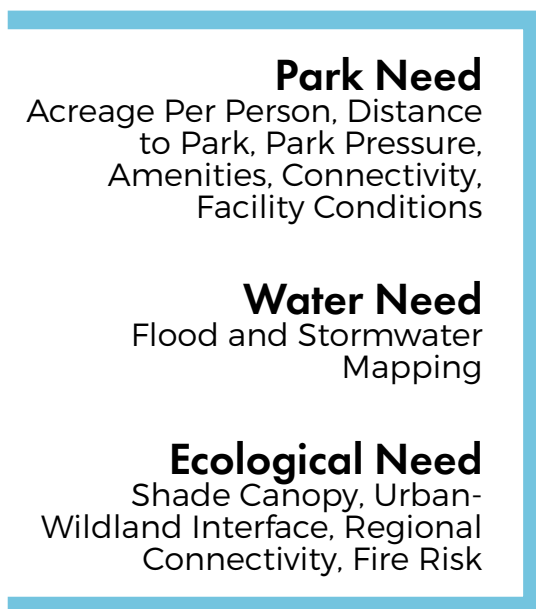 Park Need
Acreage Per Person, Distance
to Park, Park Pressure,
Amenities, Connectivity,
Facility Conditions
Water Need
Flood and Stormwater
Mapping
Ecological Need
Shade Canopy, Urban-
Wildland Interface, Regional
Connectivity, Fire Risk